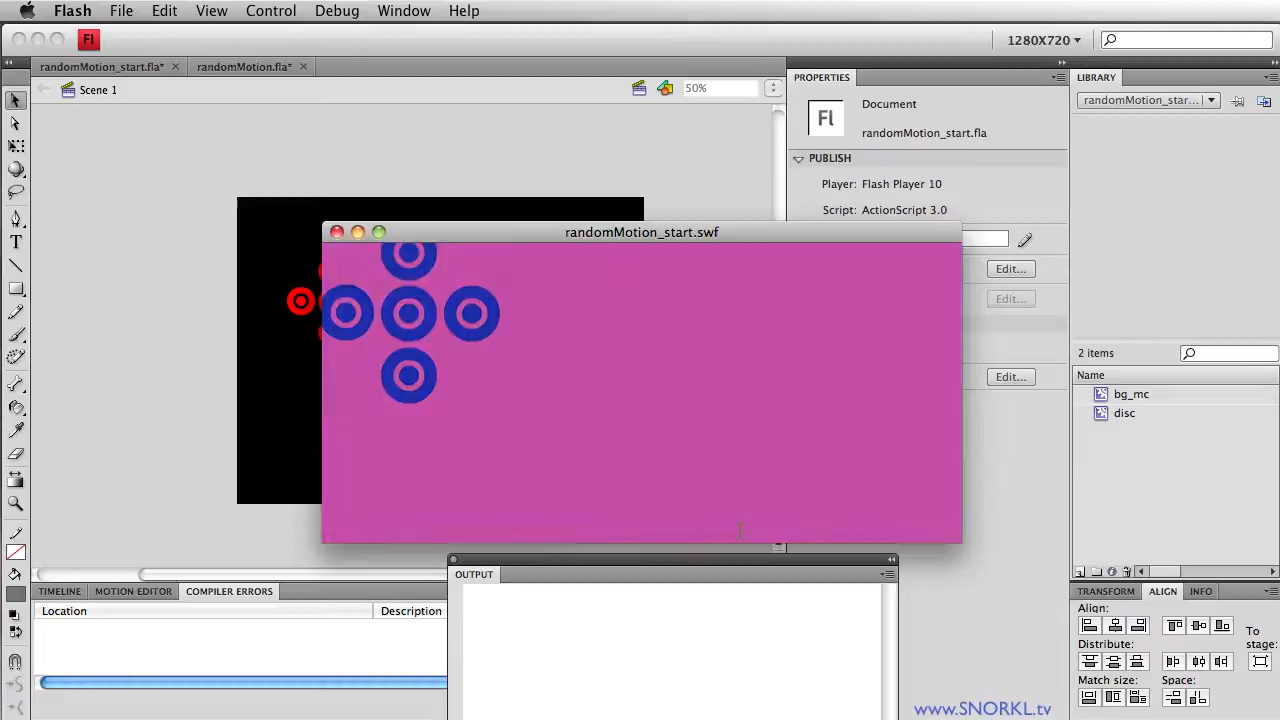 Flash File Edit View Control Debug Window Help
Fl 1280X720
randomMotion_start.fla* randomMotion.fla* PROPERTIES LIBRARY
Scene 1 50%
Document randomMotion_star...
Fl
randomMotion_start.fla
PUBLISH
Player: Flash Player 10
Script: ActionScript 3.0
randomMotion_start.swf
Edit...
Edit...
2 items
Name
Edit...
bg_mc
disc
OUTPUT
TIMELINE MOTION EDITOR COMPILER ERRORS TRANSFORM ALIGN INFO
Location Description
Align:
To
Distribute: stage:
Match size: Space:
www.SNORKL.tv